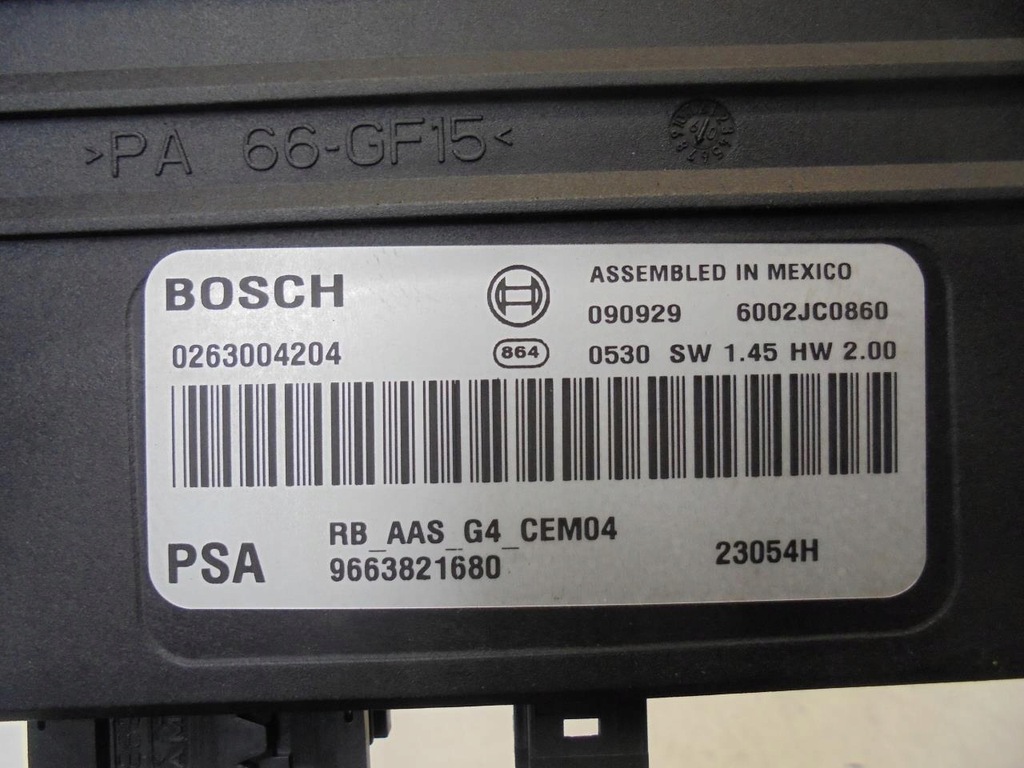 >PA 66-GF15<
BOSCH
ASSEMBLED IN MEXICO
090929 6002JC0860
0263004204 864 0530 SW 1.45 HW 2.00
RB_AAS_G4_CEM04
PSA 9663821680 23054H